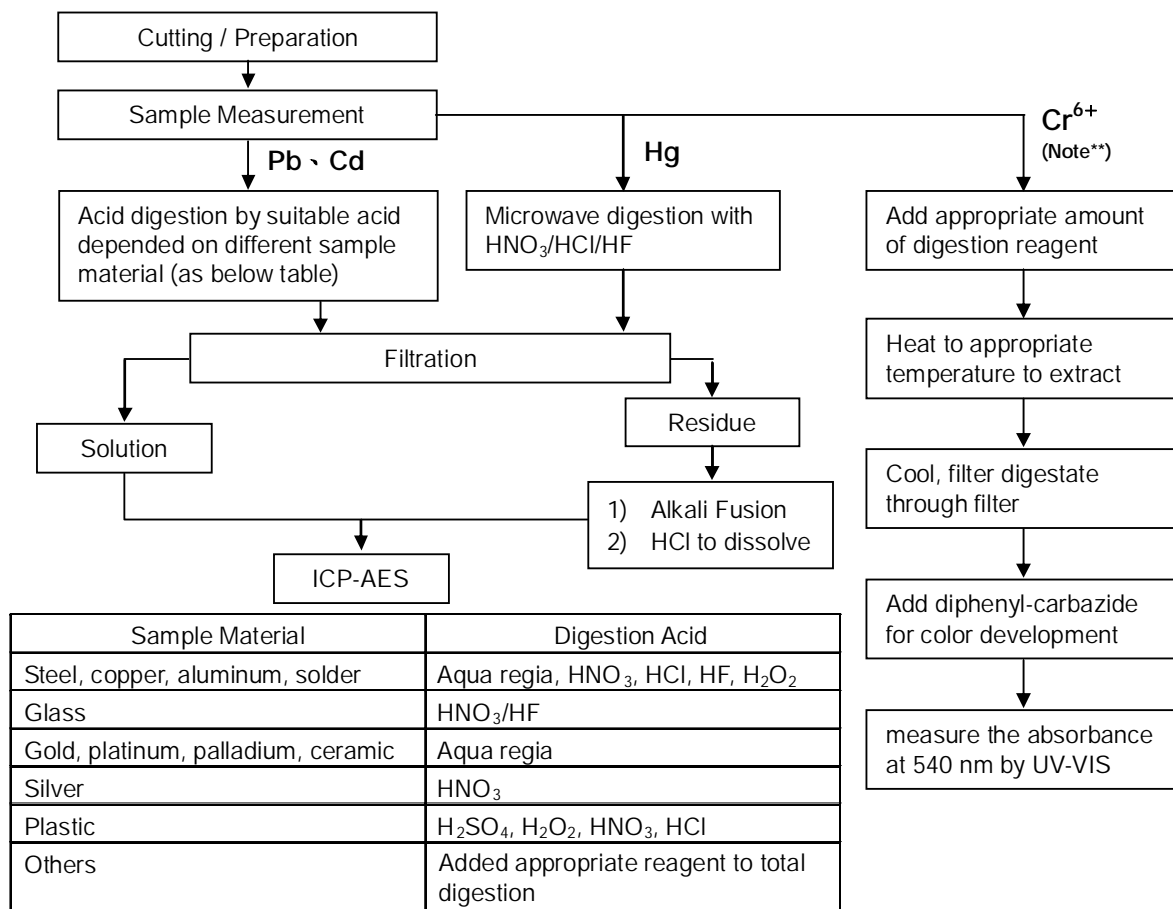 Cutting / Preparation
Sample Measurement
Pb、Cd
Hg
Cr⁶⁺
(Note**)
Acid digestion by suitable acid
depended on different sample
material (as below table)
Microwave digestion with
HNO₃/HCl/HF
Add appropriate amount
of digestion reagent
Filtration
Heat to appropriate
temperature to extract
Solution
Residue
1) Alkali Fusion
2) HCl to dissolve
Cool, filter digestate
through filter
ICP-AES
Add diphenyl-carbazide
for color development
measure the absorbance
at 540 nm by UV-VIS
Sample Material Digestion Acid
Steel, copper, aluminum, solder Aqua regia, HNO₃, HCl, HF, H₂O₂
Glass HNO₃/HF
Gold, platinum, palladium, ceramic Aqua regia
Silver HNO₃
Plastic H₂SO₄, H₂O₂, HNO₃, HCl
Others Added appropriate reagent to total
digestion